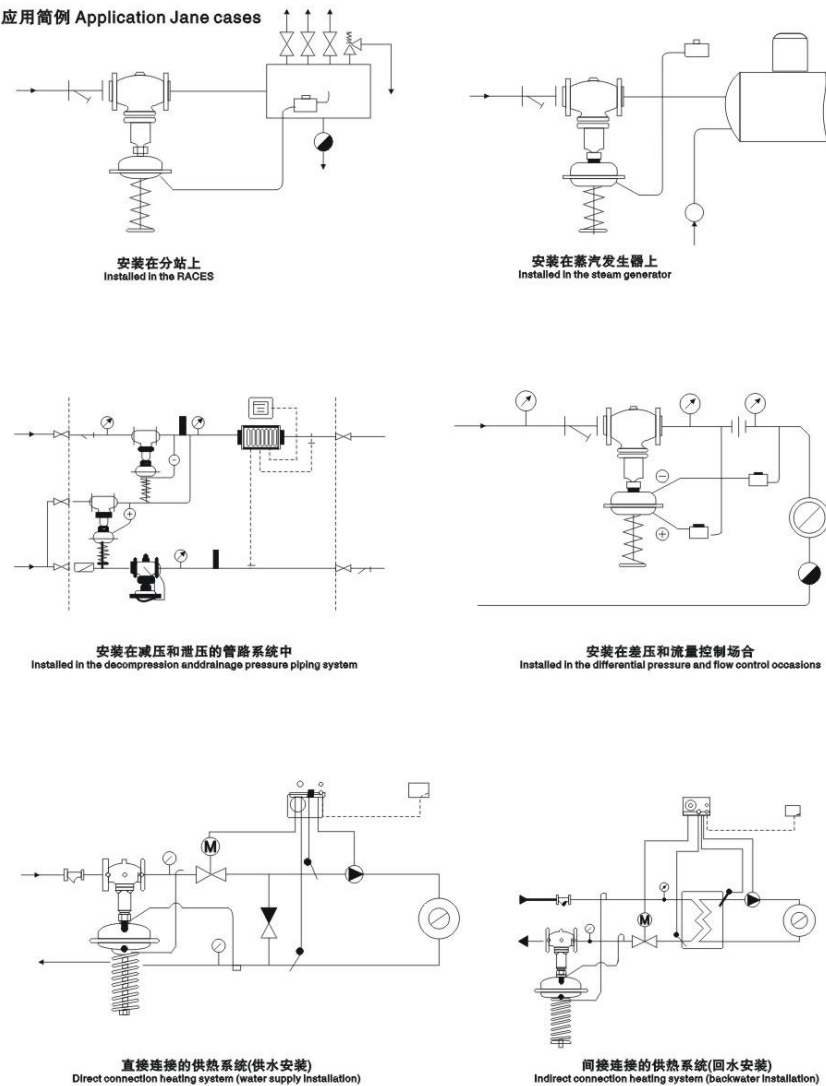 应用简例 Application Jane cases
安装在分站上
Installed in the RACES
安装在蒸汽发生器上
Installed in the steam generator
安装在减压和泄压的管路系统中
Installed in the decompression anddrainage pressure piping system
安装在差压和流量控制场合
Installed in the differential pressure and flow control occasions
M
直接连接的供热系统(供水安装)
Direct connection heating system (water supply installation)
M
间接连接的供热系统(回水安装)
Indirect connection heating system (backwater installation)